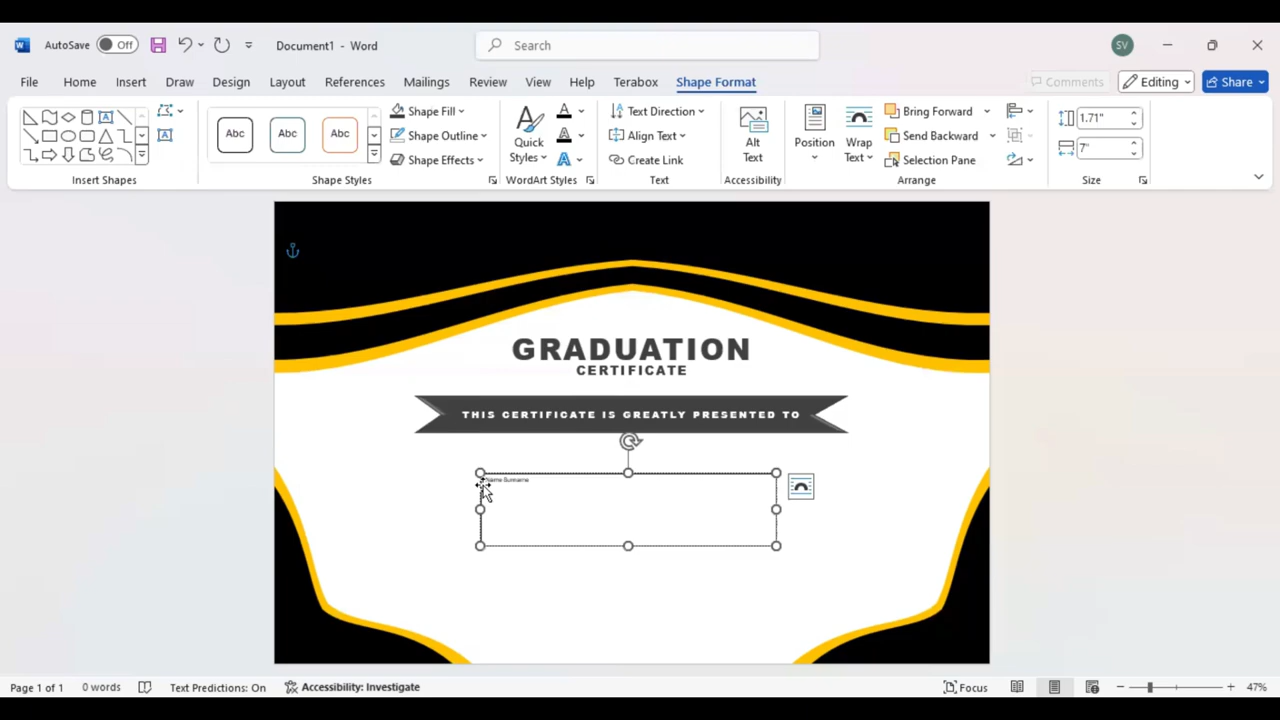 AutoSave Off Document1 - Word Search SV
File Home Insert Draw Design Layout References Mailings Review View Help Terabox Shape Format Comments Editing Share
Abc Abc Abc
Shape Fill
Shape Outline
Shape Effects
Quick Styles
Text Direction
Align Text
Create Link
Alt Text
Position
Wrap Text
Bring Forward
Send Backward
Selection Pane
1.71"
7"
Insert Shapes Shape Styles WordArt Styles Text Accessibility Arrange Size
GRADUATION
CERTIFICATE
THIS CERTIFICATE IS GREATLY PRESENTED TO
Name Surname
Page 1 of 1 0 words Text Predictions: On Accessibility: Investigate Focus 47%